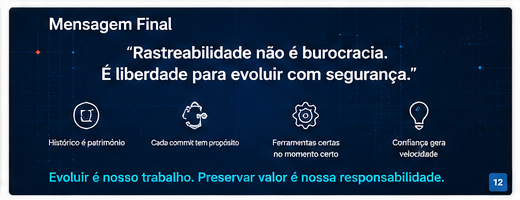 Mensagem Final
“Rastreabilidade não é burocracia.
É liberdade para evoluir com segurança.”
Histórico é patrimônio
Cada commit tem propósito
Ferramentas certas
no momento certo
Confiança gera
velocidade
Evoluir é nosso trabalho. Preservar valor é nossa responsabilidade.
12